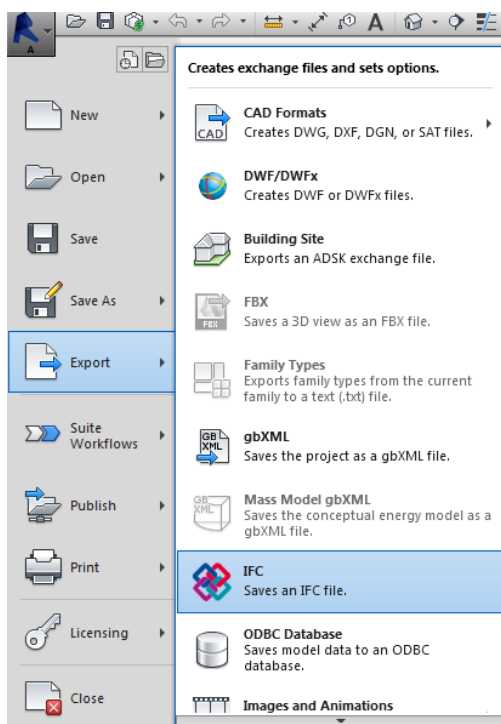 A
A
Creates exchange files and sets options.
New
Open
Save
Save As
Export
Suite
Workflows
Publish
Print
Licensing
Close
CAD
CAD Formats
Creates DWG, DXF, DGN, or SAT files.
DWF/DWFx
Creates DWF or DWFx files.
Building Site
Exports an ADSK exchange file.
FBX
FBX
Saves a 3D view as an FBX file.
Family Types
Exports family types from the current
family to a text (.txt) file.
GB
XML
gbXML
Saves the project as a gbXML file.
GB
XML
Mass Model gbXML
Saves the conceptual energy model as a
gbXML file.
IFC
Saves an IFC file.
ODBC Database
Saves model data to an ODBC
database.
Images and Animations